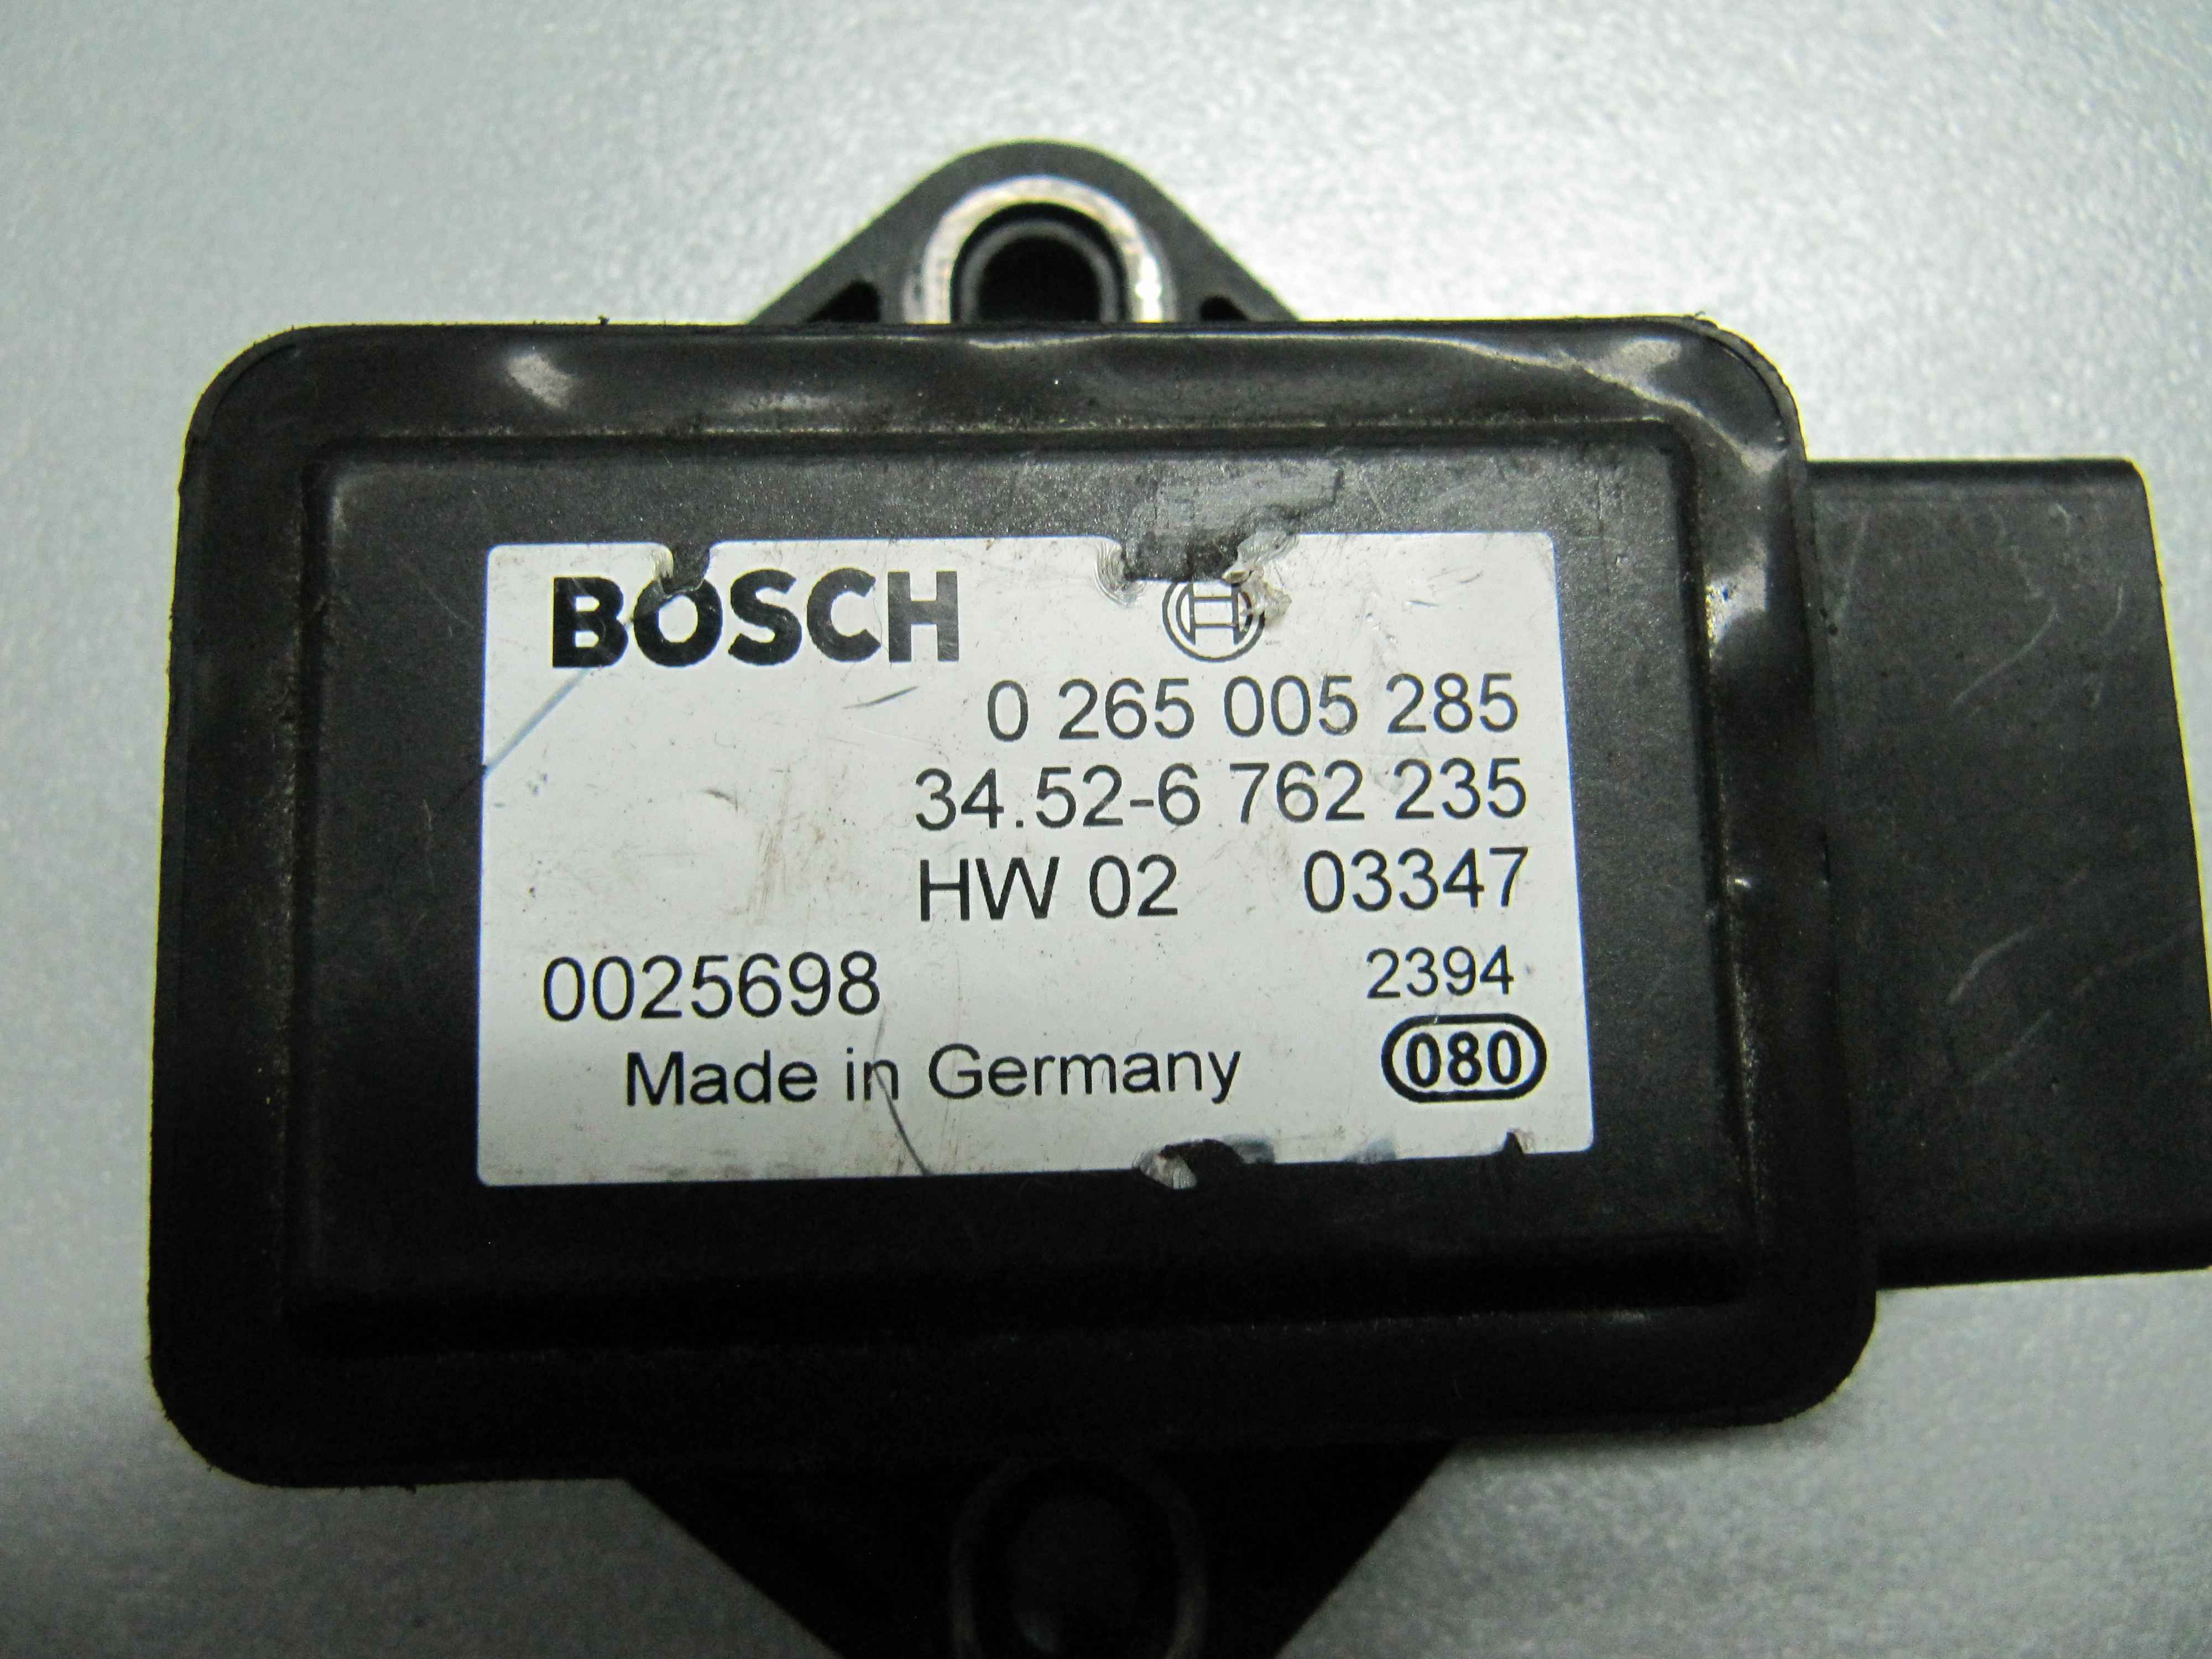 BOSCH
0 265 005 285
34.52-6 762 235
HW 02 03347
0025698 2394
Made in Germany 080